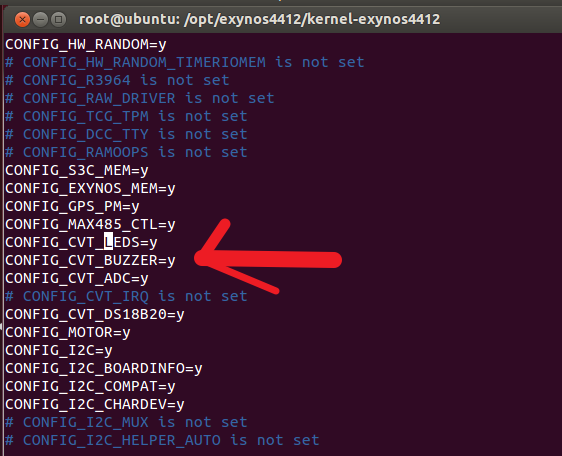 root@ubuntu: /opt/exynos4412/kernel-exynos4412
CONFIG_HW_RANDOM=y
# CONFIG_HW_RANDOM_TIMERIOMEM is not set
# CONFIG_R3964 is not set
# CONFIG_RAW_DRIVER is not set
# CONFIG_TCG_TPM is not set
# CONFIG_DCC_TTY is not set
# CONFIG_RAMOOPS is not set
CONFIG_S3C_MEM=y
CONFIG_EXYNOS_MEM=y
CONFIG_GPS_PM=y
CONFIG_MAX485_CTL=y
CONFIG_CVT_LEDS=y
CONFIG_CVT_BUZZER=y
CONFIG_CVT_ADC=y
# CONFIG_CVT_IRQ is not set
CONFIG_CVT_DS18B20=y
CONFIG_MOTOR=y
CONFIG_I2C=y
CONFIG_I2C_BOARDINFO=y
CONFIG_I2C_COMPAT=y
CONFIG_I2C_CHARDEV=y
# CONFIG_I2C_MUX is not set
# CONFIG_I2C_HELPER_AUTO is not set